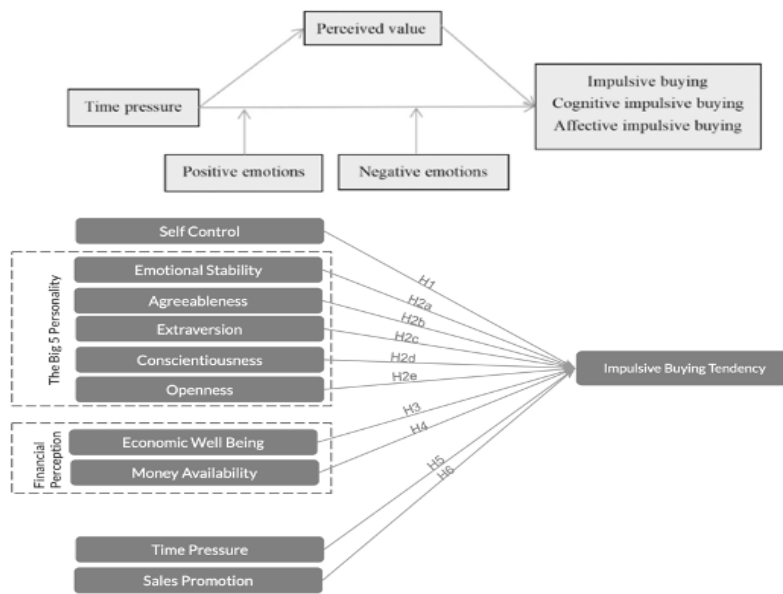 Perceived value
Time pressure
Impulsive buying
Cognitive impulsive buying
Affective impulsive buying
Positive emotions
Negative emotions
Self Control
The Big 5 Personality
Emotional Stability
Agreeableness
Extraversion
Conscientiousness
Openness
H1
H2a
H2b
H2c
H2d
H2e
Impulsive Buying Tendency
Financial
Perception
Economic Well Being
Money Availability
H3
H4
H5
H6
Time Pressure
Sales Promotion